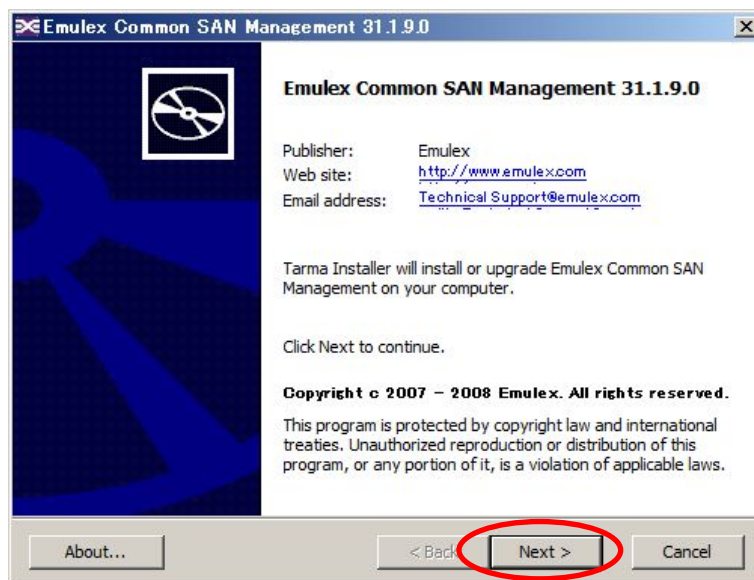 Emulex Common SAN Management 31.1.9.0
Emulex Common SAN Management 31.1.9.0
Publisher: Emulex
Web site: http://www.emulex.com
Email address: Technical Support@emulex.com
Tarma Installer will install or upgrade Emulex Common SAN
Management on your computer.
Click Next to continue.
Copyright c 2007 - 2008 Emulex. All rights reserved.
This program is protected by copyright law and international
treaties. Unauthorized reproduction or distribution of this
program, or any portion of it, is a violation of applicable laws.
About... < Back Next > Cancel